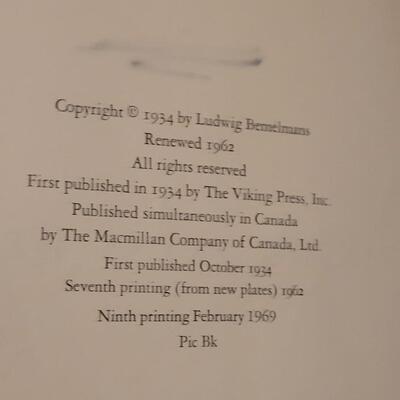 Copyright © 1934 by Ludwig Bemelmans
Renewed 1962
All rights reserved
First published in 1934 by The Viking Press, Inc.
Published simultaneously in Canada
by The Macmillan Company of Canada, Ltd.
First published October 1934
Seventh printing (from new plates) 1962
Ninth printing February 1969
Pic Bk